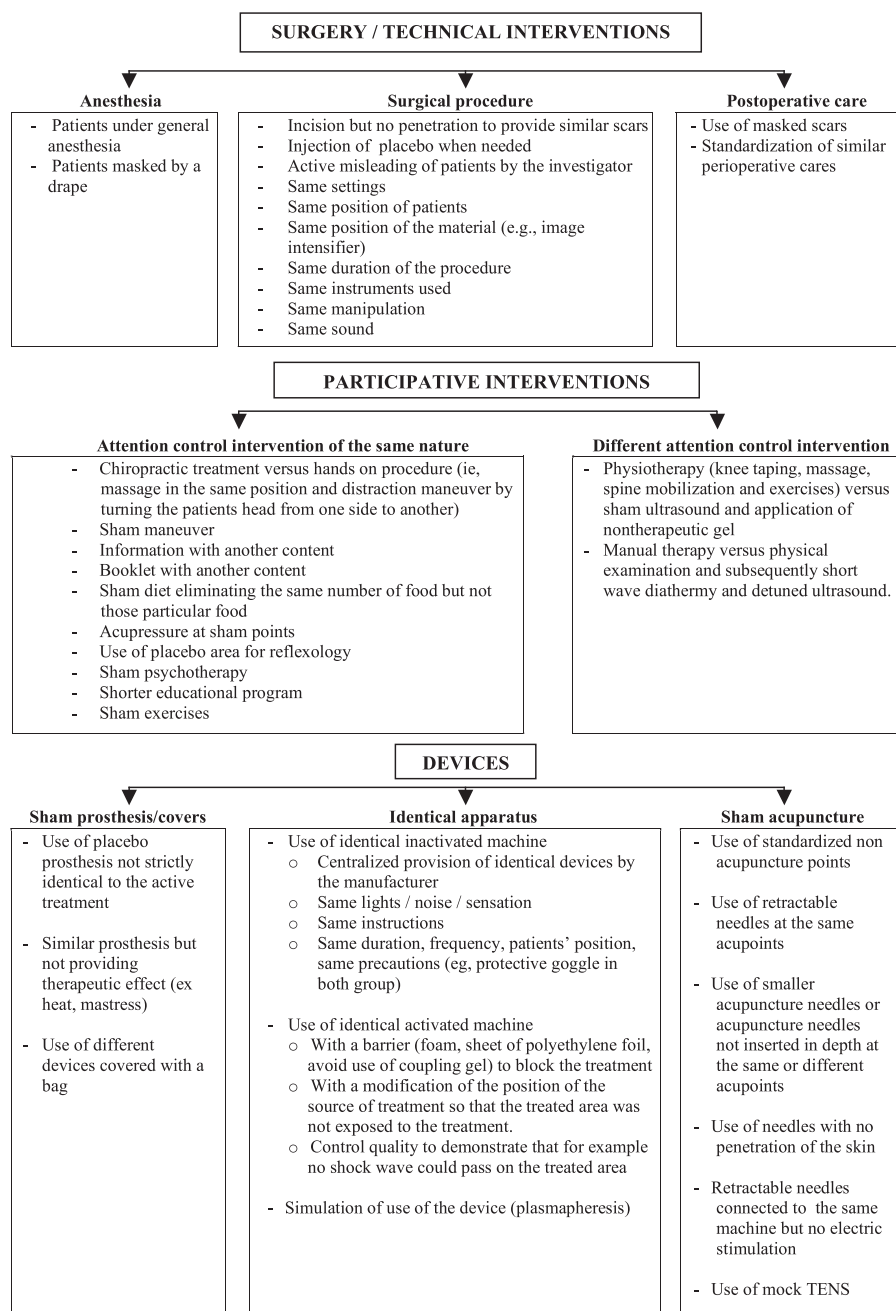 SURGERY / TECHNICAL INTERVENTIONS
Anesthesia
- Patients under general
anesthesia
- Patients masked by a
drape
Surgical procedure
- Incision but no penetration to provide similar scars
- Injection of placebo when needed
- Active misleading of patients by the investigator
- Same settings
- Same position of patients
- Same position of the material (e.g., image
intensifier)
- Same duration of the procedure
- Same instruments used
- Same manipulation
- Same sound
Postoperative care
- Use of masked scars
- Standardization of similar
perioperative cares
PARTICIPATIVE INTERVENTIONS
Attention control intervention of the same nature
- Chiropractic treatment versus hands on procedure (ie,
massage in the same position and distraction maneuver by
turning the patients head from one side to another)
- Sham maneuver
- Information with another content
- Booklet with another content
- Sham diet eliminating the same number of food but not
those particular food
- Acupressure at sham points
- Use of placebo area for reflexology
- Sham psychotherapy
- Shorter educational program
- Sham exercises
Different attention control intervention
- Physiotherapy (knee taping, massage,
spine mobilization and exercises) versus
sham ultrasound and application of
nontherapeutic gel
- Manual therapy versus physical
examination and subsequently short
wave diathermy and detuned ultrasound.
DEVICES
Sham prosthesis/covers
- Use of placebo
prosthesis not strictly
identical to the active
treatment
- Similar prosthesis but
not providing
therapeutic effect (ex
heat, mastress)
- Use of different
devices covered with a
bag
Identical apparatus
- Use of identical inactivated machine
o Centralized provision of identical devices by
the manufacturer
o Same lights / noise / sensation
o Same instructions
o Same duration, frequency, patients' position,
same precautions (eg, protective goggle in
both group)
- Use of identical activated machine
o With a barrier (foam, sheet of polyethylene foil,
avoid use of coupling gel) to block the treatment
o With a modification of the position of the
source of treatment so that the treated area was
not exposed to the treatment.
o Control quality to demonstrate that for example
no shock wave could pass on the treated area
- Simulation of use of the device (plasmapheresis)
Sham acupuncture
- Use of standardized non
acupuncture points
- Use of retractable
needles at the same
acupoints
- Use of smaller
acupuncture needles or
acupuncture needles
not inserted in depth at
the same or different
acupoints
- Use of needles with no
penetration of the skin
- Retractable needles
connected to the same
machine but no electric
stimulation
- Use of mock TENS